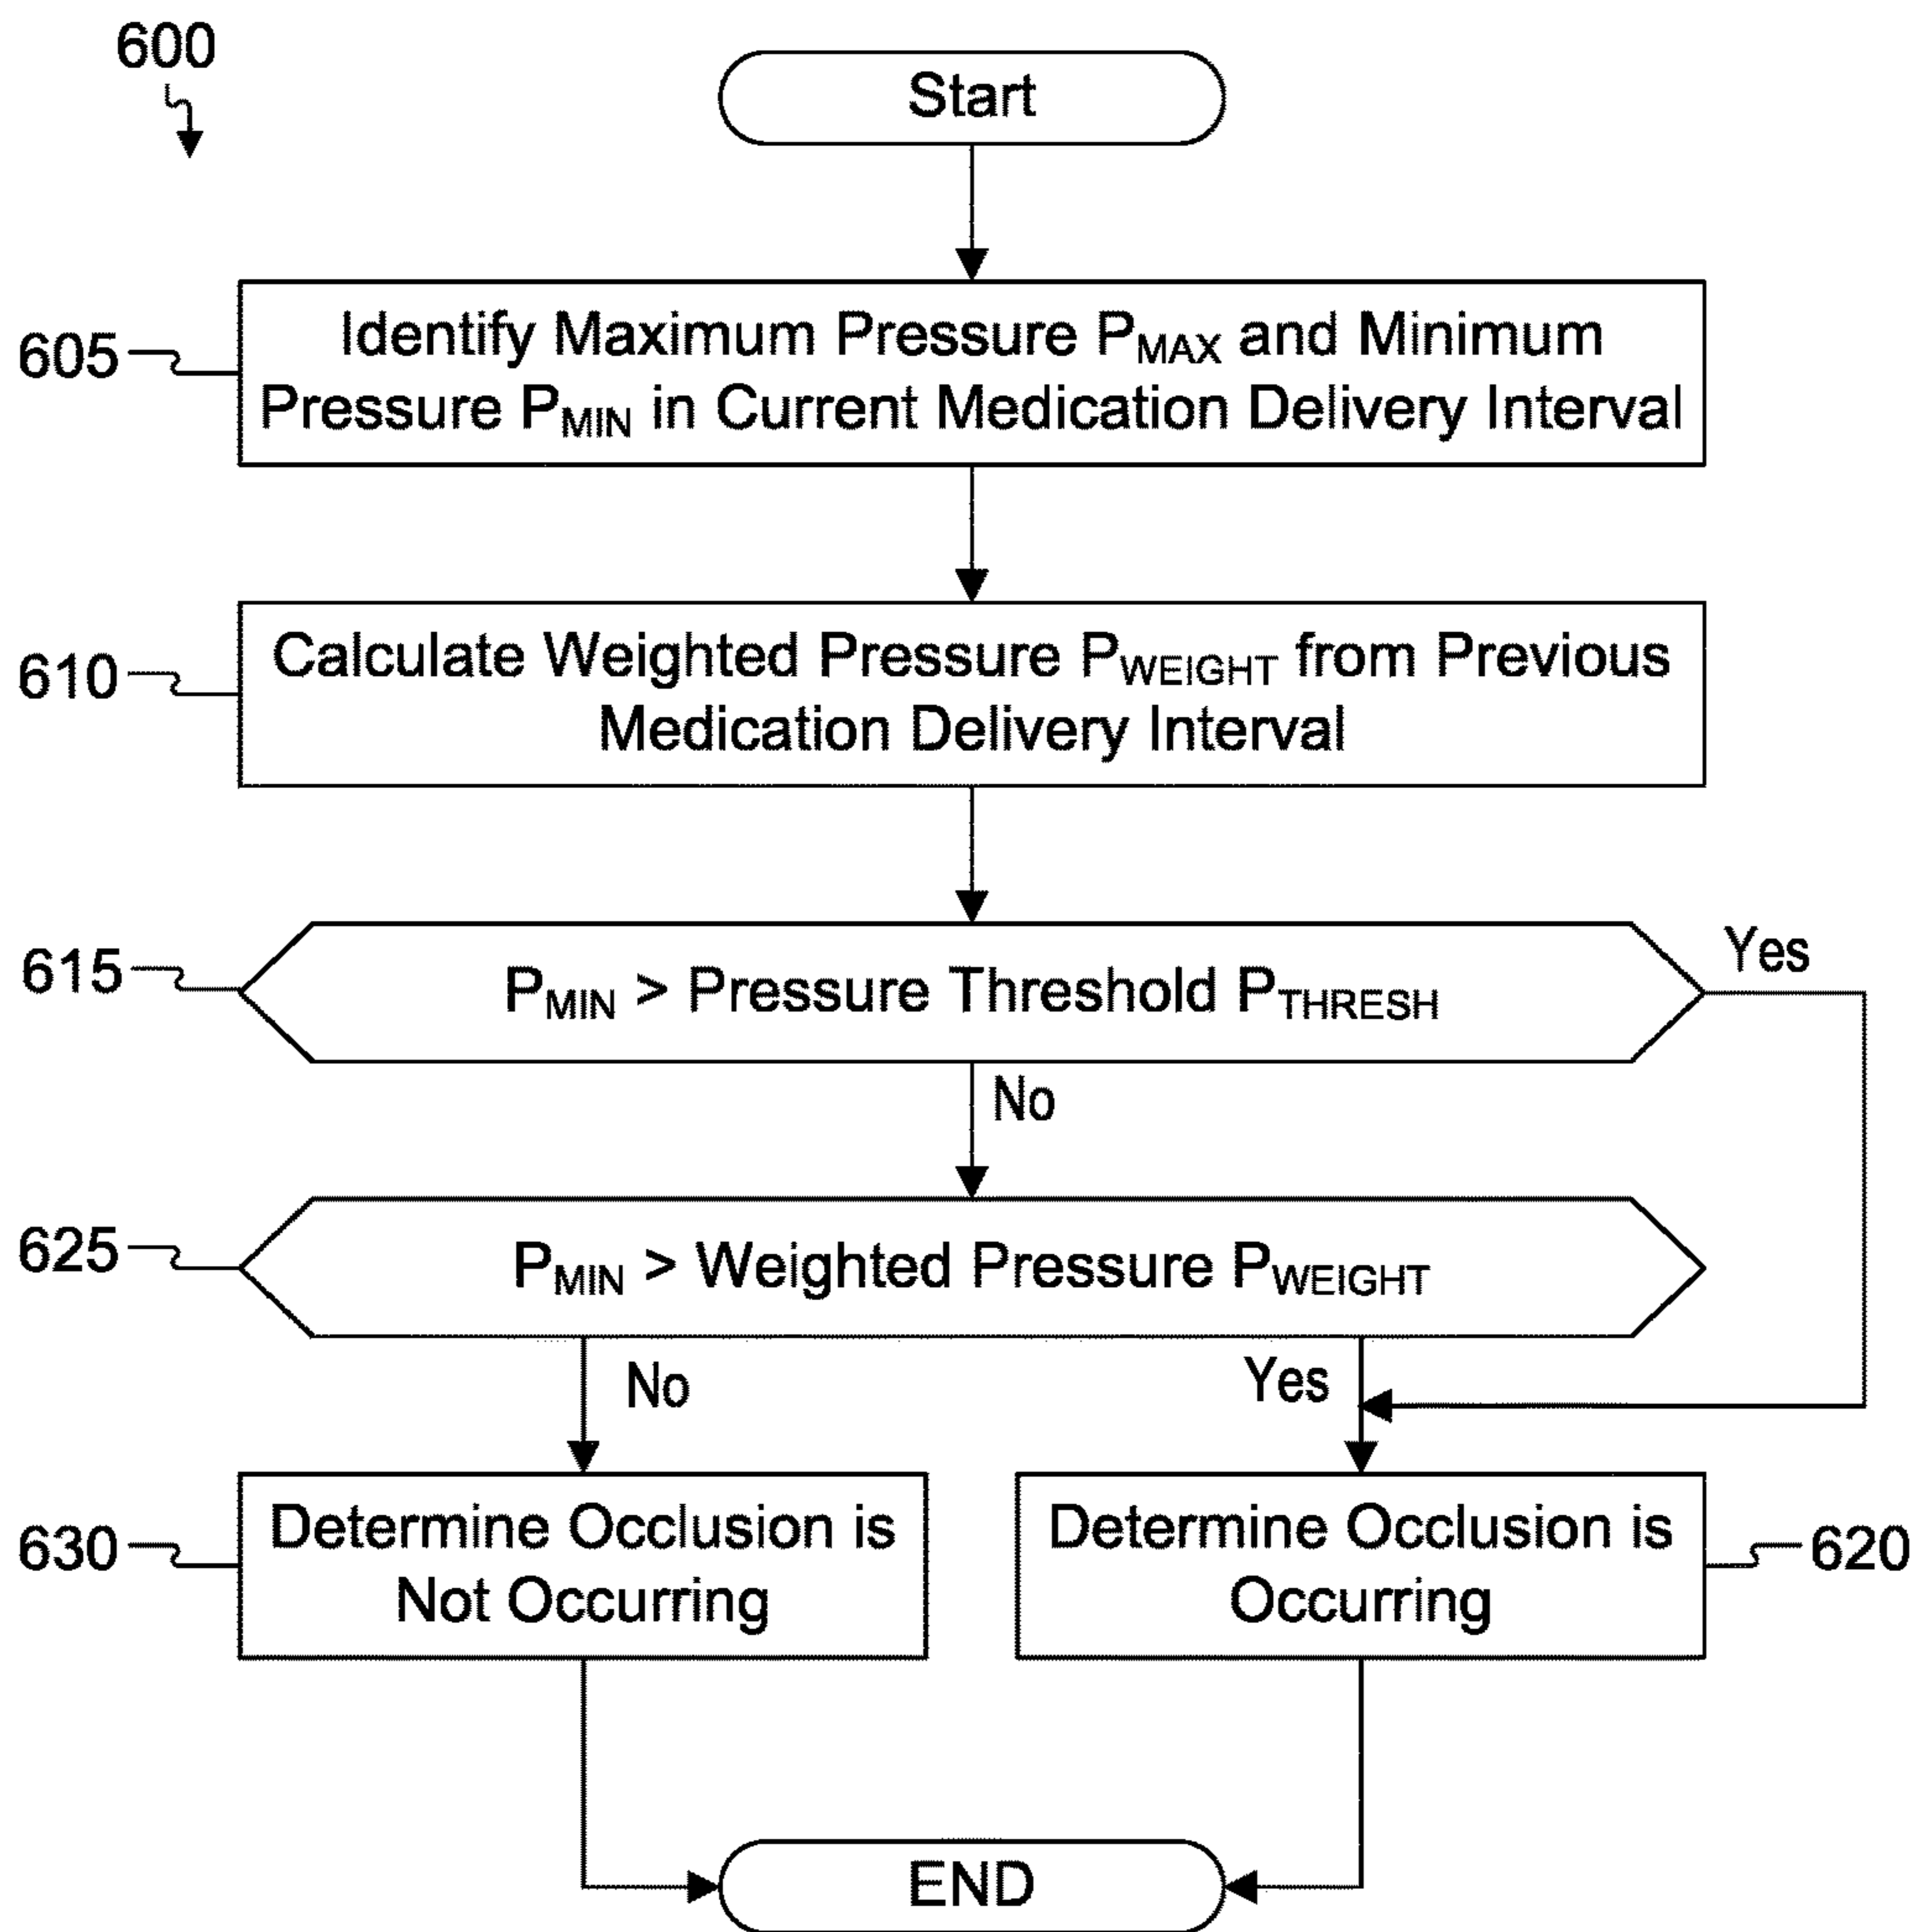 600
Start
605
Identify Maximum Pressure PMAX and Minimum
Pressure PMIN in Current Medication Delivery Interval
610
Calculate Weighted Pressure PWEIGHT from Previous
Medication Delivery Interval
615
PMIN > Pressure Threshold PTHRESH
Yes
No
625
PMIN > Weighted Pressure PWEIGHT
No
Yes
630
Determine Occlusion is
Not Occurring
Determine Occlusion is
Occurring
620
END